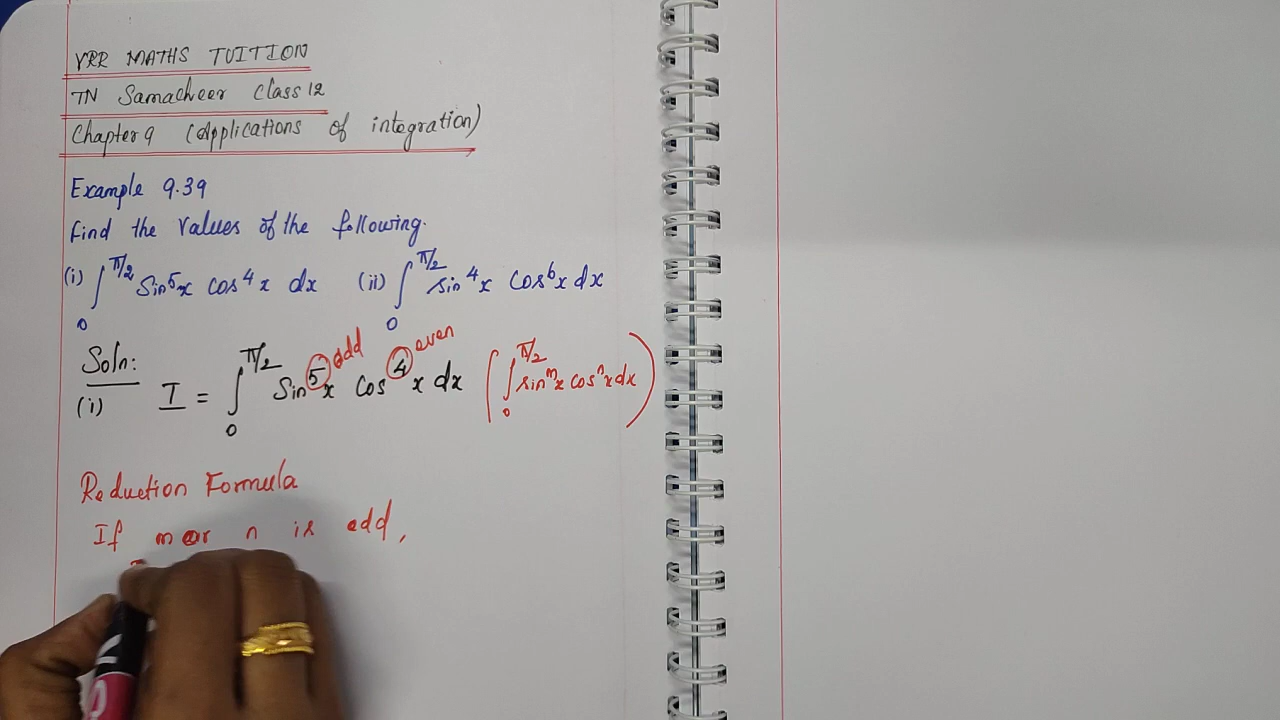 VRR MATHS TUITION
TN Samacheer Class 12
Chapter 9 (Applications of integration)
Example 9.39
Find the values of the following.
(i) ∫₀^π/2 Sin⁵x cos⁴x dx (ii) ∫₀^π/2 sin⁴x cos⁶x dx
Soln:
odd even
(i) I = ∫₀^π/2 Sin⁵x cos⁴x dx (∫₀^π/2 sinᵐx cosⁿx dx)
Reduction Formula
If m or n is odd,